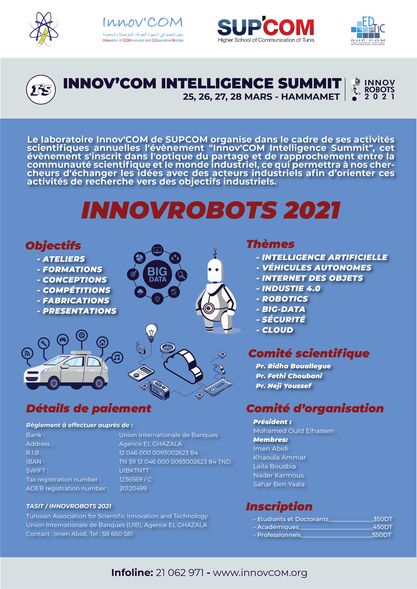 Innov'COM
Innovation of COMmunicant and COoperative Mobiles
SUP'COM
Higher School of Communication of Tunis
SUP'COM
INNOV'COM INTELLIGENCE SUMMIT
25, 26, 27, 28 MARS - HAMMAMET
INNOV
ROBOTS
2021
Le laboratoire Innov'COM de SUPCOM organise dans le cadre de ses activités
scientifiques annuelles l'évènement "Innov'COM Intelligence Summit", cet
évènement s'inscrit dans l'optique du partage et de rapprochement entre la
communauté scientifique et le monde industriel, ce qui permettra à nos cher-
cheurs d'échanger les idées avec des acteurs industriels afin d'orienter ces
activités de recherche vers des objectifs industriels.
INNOVROBOTS 2021
Objectifs
- ATELIERS
- FORMATIONS
- CONCEPTIONS
- COMPÉTITIONS
- FABRICATIONS
- PRESENTATIONS
BIG
DATA
Thèmes
- INTELLIGENCE ARTIFICIELLE
- VÉHICULES AUTONOMES
- INTERNET DES OBJETS
- INDUSTIE 4.0
- ROBOTICS
- BIG-DATA
- SÉCURITÉ
- CLOUD
Comité scientifique
Pr. Ridha Bouallegue
Pr. Fethi Choubani
Pr. Neji Youssef
Détails de paiement
Règlement à effectuer auprès de :
Bank : Union Internationale de Banques
Address : Agence EL GHAZALA
R.I.B : 12 046 000 0093002623 84
IBAN : TN 59 12 046 000 0093002623 84 TND
SWIFT : UIBKTNTT
Tax registration number : 1236569 / C
ADEB registration number : 20120499
TASIT / INNOVROBOTS 2021
Tunisian Association for Scientific Innovation and Technology
Union Internationale de Banques (UIB), Agence EL GHAZALA
Contact : Imen Abidi, Tel : 58 660 581
Comité d'organisation
Président :
Mohamed Ould Elhassen
Membres:
Imen Abidi
Khaoula Ammar
Leila Bousbia
Nader Karmous
Sahar Ben Yaala
Inscription
- Etudiants et Doctorants 350DT
- Académiques 450DT
- Professionnels 550DT
Infoline: 21 062 971 - www.innovcom.org